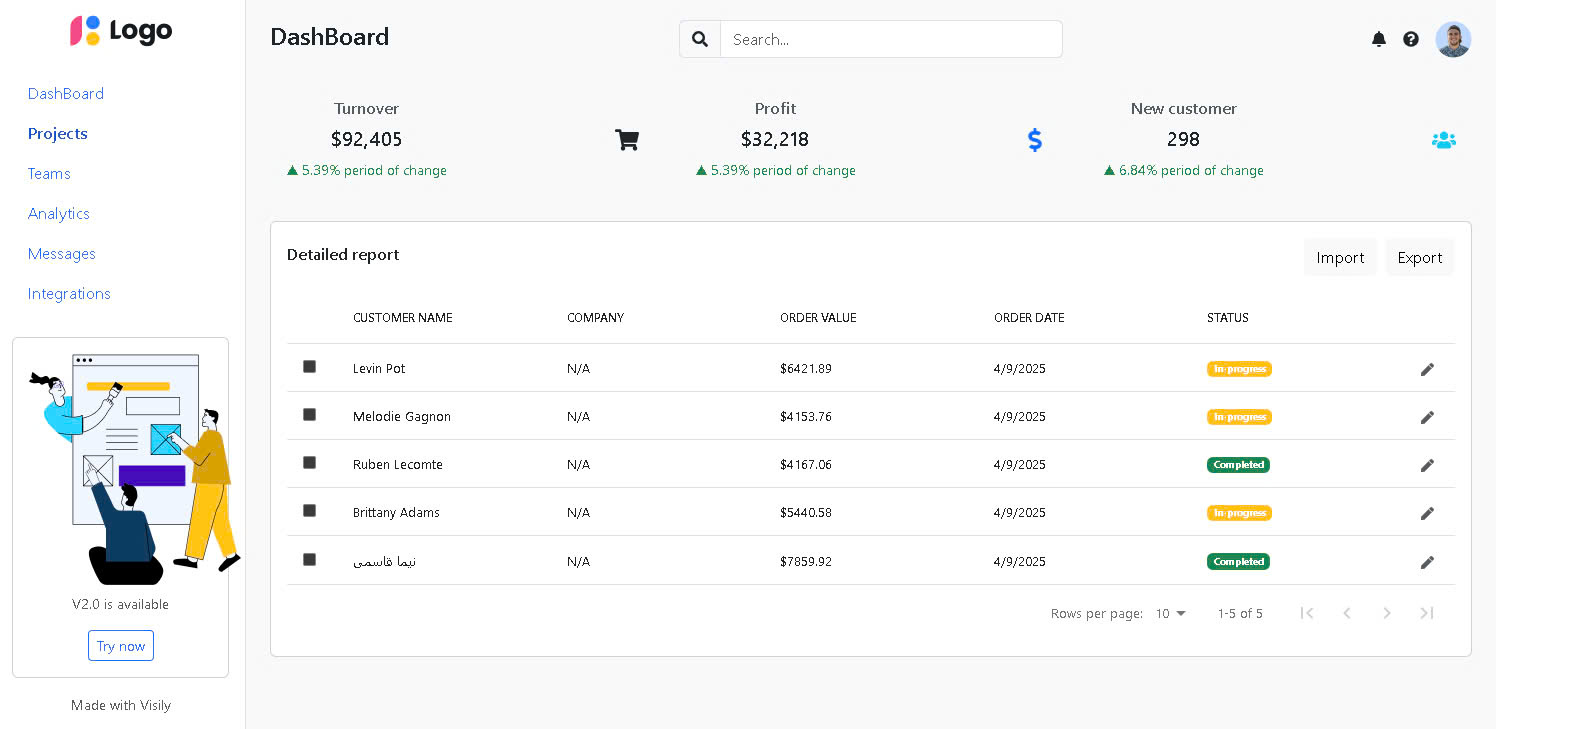 Logo
DashBoard
Search...
DashBoard
Projects
Teams
Analytics
Messages
Integrations
V2.0 is available
Try now
Made with Visily
Turnover
$92,405
▲ 5.39% period of change
Profit
$32,218
▲ 5.39% period of change
New customer
298
▲ 6.84% period of change
Detailed report
Import Export
CUSTOMER NAME COMPANY ORDER VALUE ORDER DATE STATUS
Levin Pot N/A $6421.89 4/9/2025 In-progress
Melodie Gagnon N/A $4153.76 4/9/2025 In-progress
Ruben Lecomte N/A $4167.06 4/9/2025 Completed
Brittany Adams N/A $5440.58 4/9/2025 In-progress
نیما قاسمی N/A $7859.92 4/9/2025 Completed
Rows per page: 10 1-5 of 5